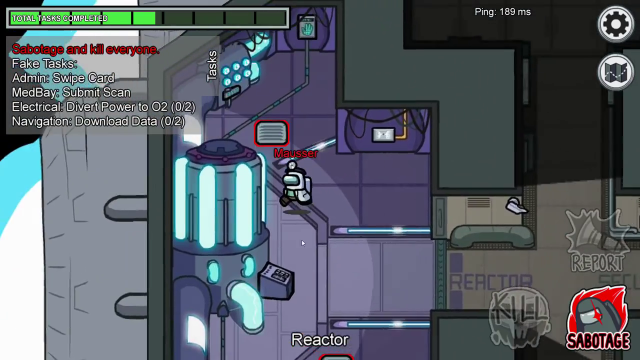 TOTAL TASKS COMPLETED
Ping: 189 ms
Sabotage and kill everyone.
Fake Tasks:
Admin: Swipe Card
MedBay: Submit Scan
Electrical: Divert Power to O2 (0/2)
Navigation: Download Data (0/2)
Tasks
Mausser
REPORT
REACTOR
KILL
SABOTAGE
Reactor